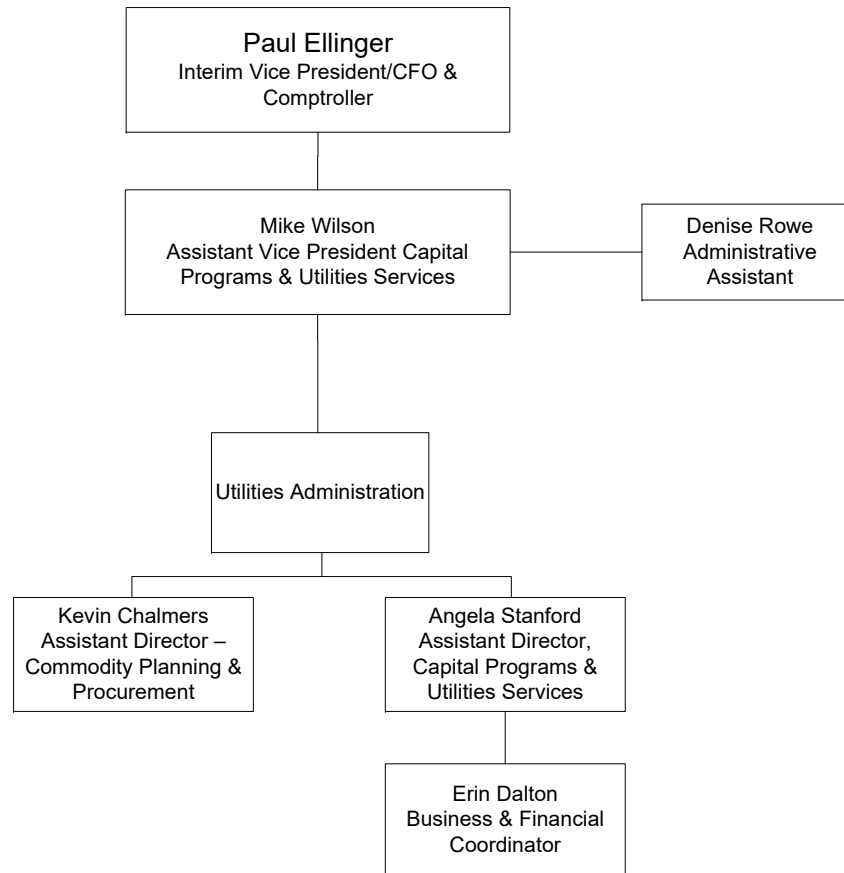 Paul Ellinger
Interim Vice President/CFO &
Comptroller
Mike Wilson
Assistant Vice President Capital
Programs & Utilities Services
Denise Rowe
Administrative
Assistant
Utilities Administration
Kevin Chalmers
Assistant Director –
Commodity Planning &
Procurement
Angela Stanford
Assistant Director,
Capital Programs &
Utilities Services
Erin Dalton
Business & Financial
Coordinator